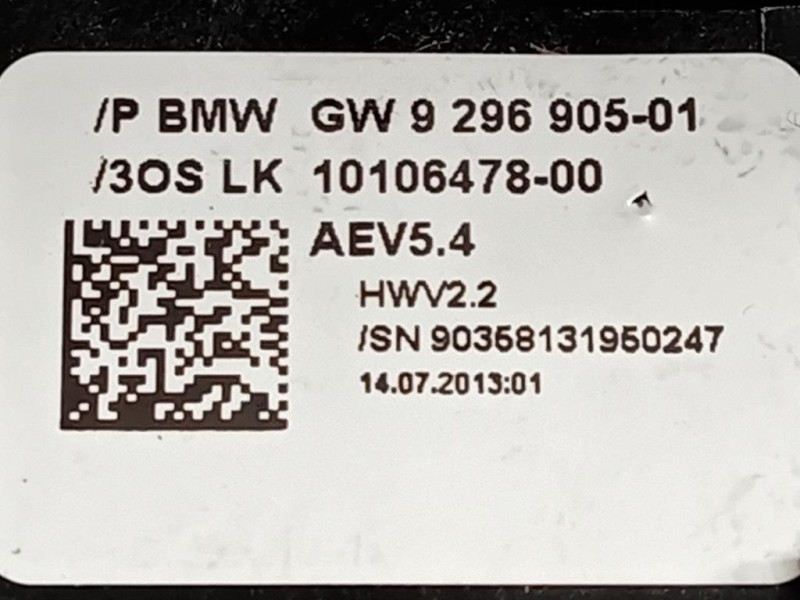 /P BMW GW 9 296 905-01
/3OS LK 10106478-00
AEV5.4
HWV2.2
/SN 90358131950247
14.07.2013:01